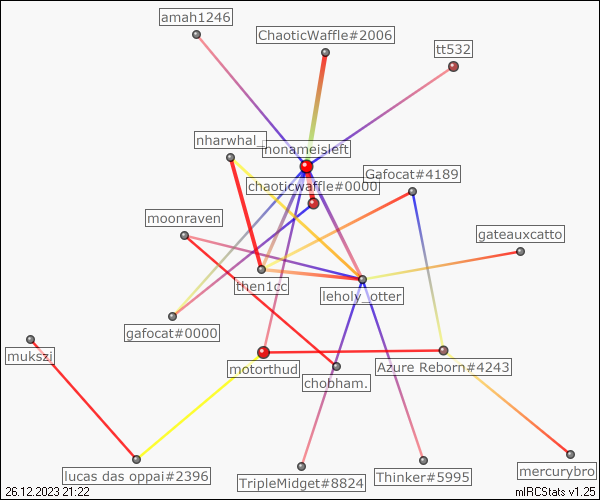 amah1246
ChaoticWaffle#2006
tt532
nharwhal_
nonameisleft
Gafocat#4189
chaoticwaffle#0000
moonraven
gateauxcatto
then1cc
leholy_otter
gafocat#0000
mukszi
motorthud
Azure Reborn#4243
chobham.
lucas das oppai#2396
TripleMidget#8824
Thinker#5995
mercurybro
26.12.2023 21:22
mIRCStats v1.25